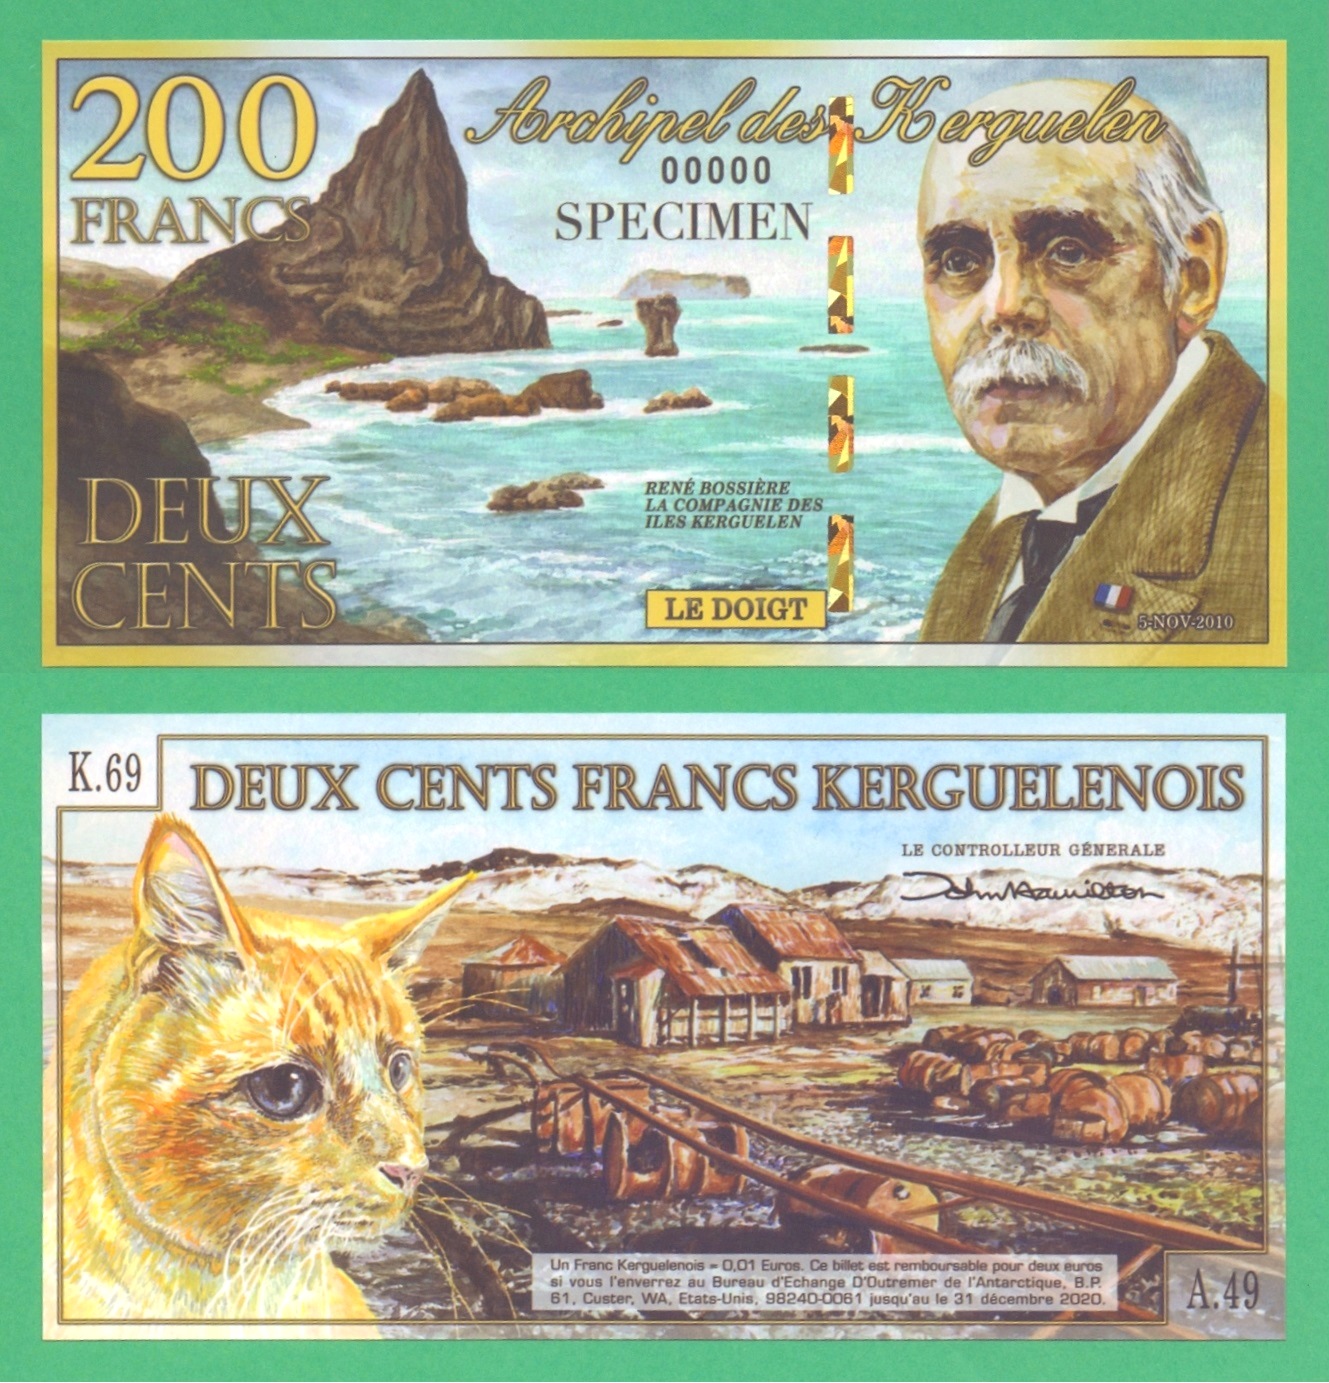 200
FRANCS
Archipel des Kerguelen
00000
SPECIMEN
DEUX
CENTS
RENÉ BOSSIÈRE
LA COMPAGNIE DES
ILES KERGUELEN
LE DOIGT
5-NOV-2010
K.69
DEUX CENTS FRANCS KERGUELENOIS
LE CONTROLLEUR GÉNERALE
John Hamilton
Un Franc Kerguelenois = 0,01 Euros. Ce billet est remboursable pour deux euros
si vous l'enverrez au Bureau d'Echange D'Outremer de l'Antarctique, B.P.
61, Custer, WA, Etats-Unis, 98240-0061 jusqu'au le 31 décembre 2020.
A.49